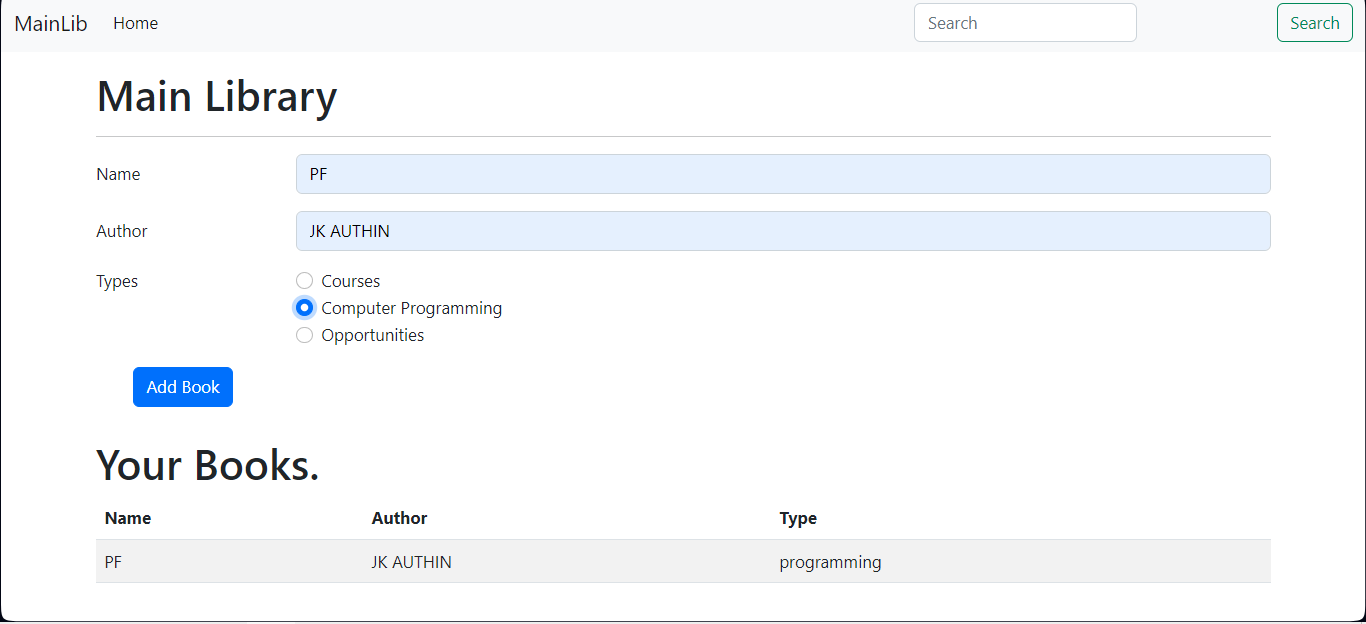 MainLib Home Search Search
Main Library
Name PF
Author JK AUTHIN
Types Courses
Computer Programming
Opportunities
Add Book
Your Books.
Name Author Type
PF JK AUTHIN programming